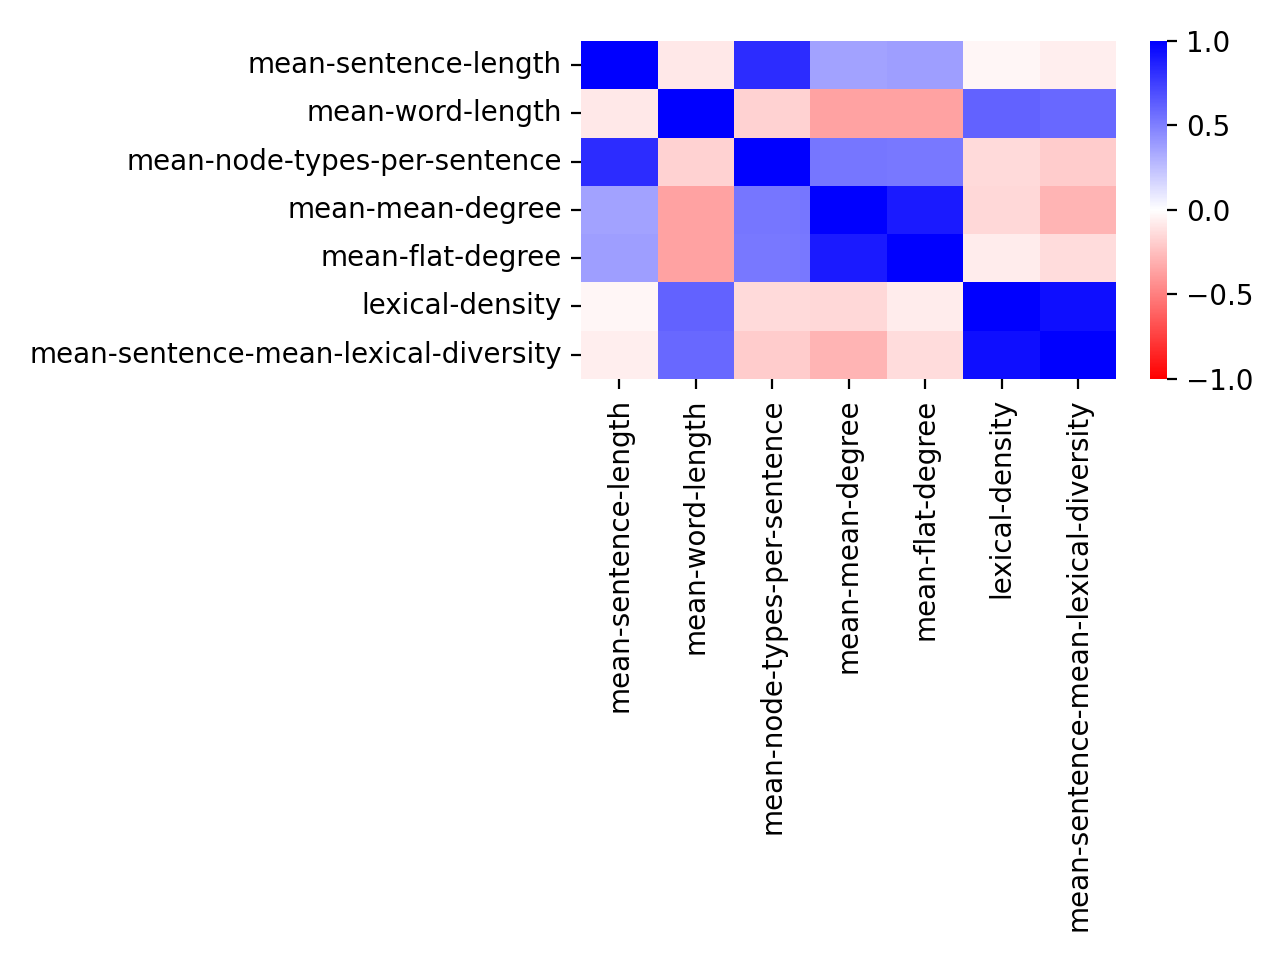 mean-sentence-length
mean-word-length
mean-node-types-per-sentence
mean-mean-degree
mean-flat-degree
lexical-density
mean-sentence-mean-lexical-diversity
mean-sentence-length
mean-word-length
mean-node-types-per-sentence
mean-mean-degree
mean-flat-degree
lexical-density
mean-sentence-mean-lexical-diversity
1.0
0.5
0.0
−0.5
−1.0